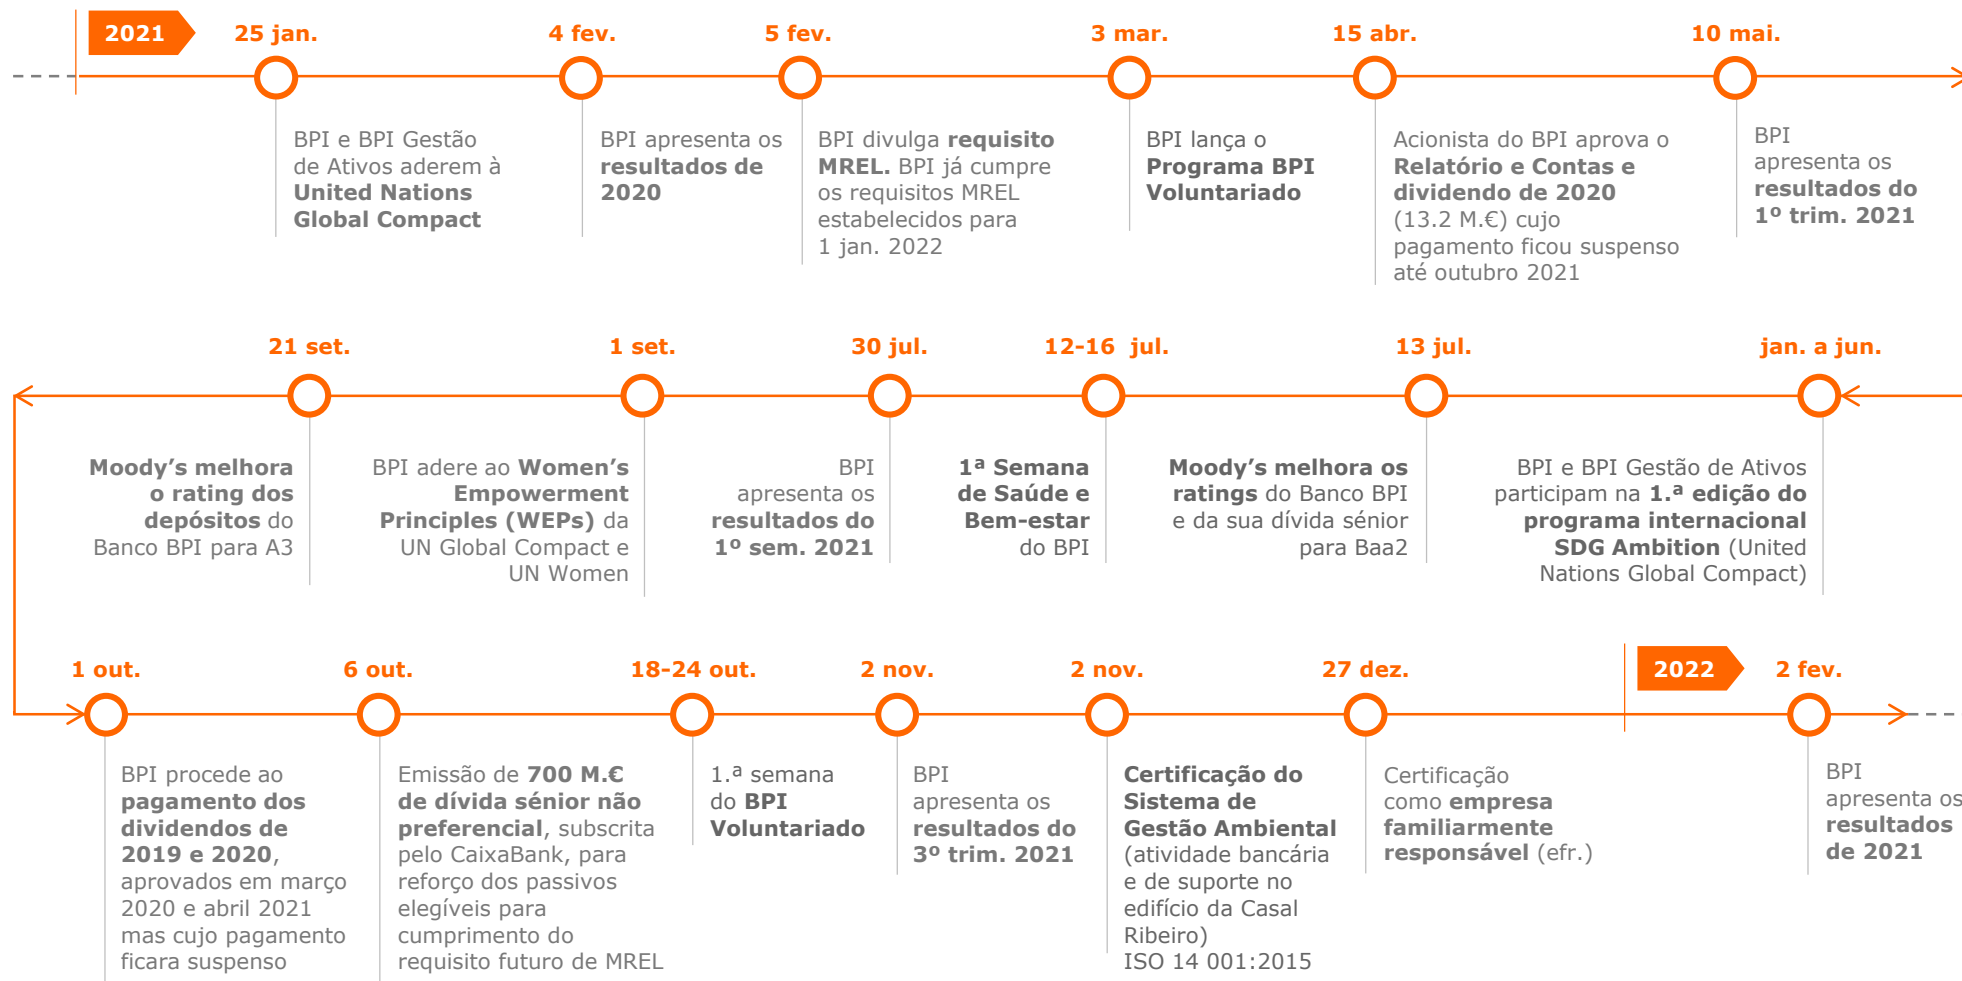 2021
25 jan.
BPI e BPI Gestão
de Ativos aderem à
United Nations
Global Compact
4 fev.
BPI apresenta os
resultados de
2020
5 fev.
BPI divulga requisito
MREL. BPI já cumpre
os requisitos MREL
estabelecidos para
1 jan. 2022
3 mar.
BPI lança o
Programa BPI
Voluntariado
15 abr.
Acionista do BPI aprova o
Relatório e Contas e
dividendo de 2020
(13.2 M.€) cujo
pagamento ficou suspenso
até outubro 2021
10 mai.
BPI
apresenta os
resultados do
1º trim. 2021
jan. a jun.
BPI e BPI Gestão de Ativos
participam na 1.ª edição do
programa internacional
SDG Ambition (United
Nations Global Compact)
13 jul.
Moody's melhora os
ratings do Banco BPI
e da sua dívida sénior
para Baa2
12-16 jul.
1ª Semana
de Saúde e
Bem-estar
do BPI
30 jul.
BPI
apresenta os
resultados do
1º sem. 2021
1 set.
BPI adere ao Women's
Empowerment
Principles (WEPs) da
UN Global Compact e
UN Women
21 set.
Moody's melhora
o rating dos
depósitos do
Banco BPI para A3
1 out.
BPI procede ao
pagamento dos
dividendos de
2019 e 2020,
aprovados em março
2020 e abril 2021
mas cujo pagamento
ficara suspenso
6 out.
Emissão de 700 M.€
de dívida sénior não
preferencial, subscrita
pelo CaixaBank, para
reforço dos passivos
elegíveis para
cumprimento do
requisito futuro de MREL
18-24 out.
1.ª semana
do BPI
Voluntariado
2 nov.
BPI
apresenta os
resultados do
3º trim. 2021
2 nov.
Certificação do
Sistema de
Gestão Ambiental
(atividade bancária
e de suporte no
edifício da Casal
Ribeiro)
ISO 14 001:2015
27 dez.
Certificação
como empresa
familiarmente
responsável (efr.)
2022
2 fev.
BPI
apresenta os
resultados
de 2021